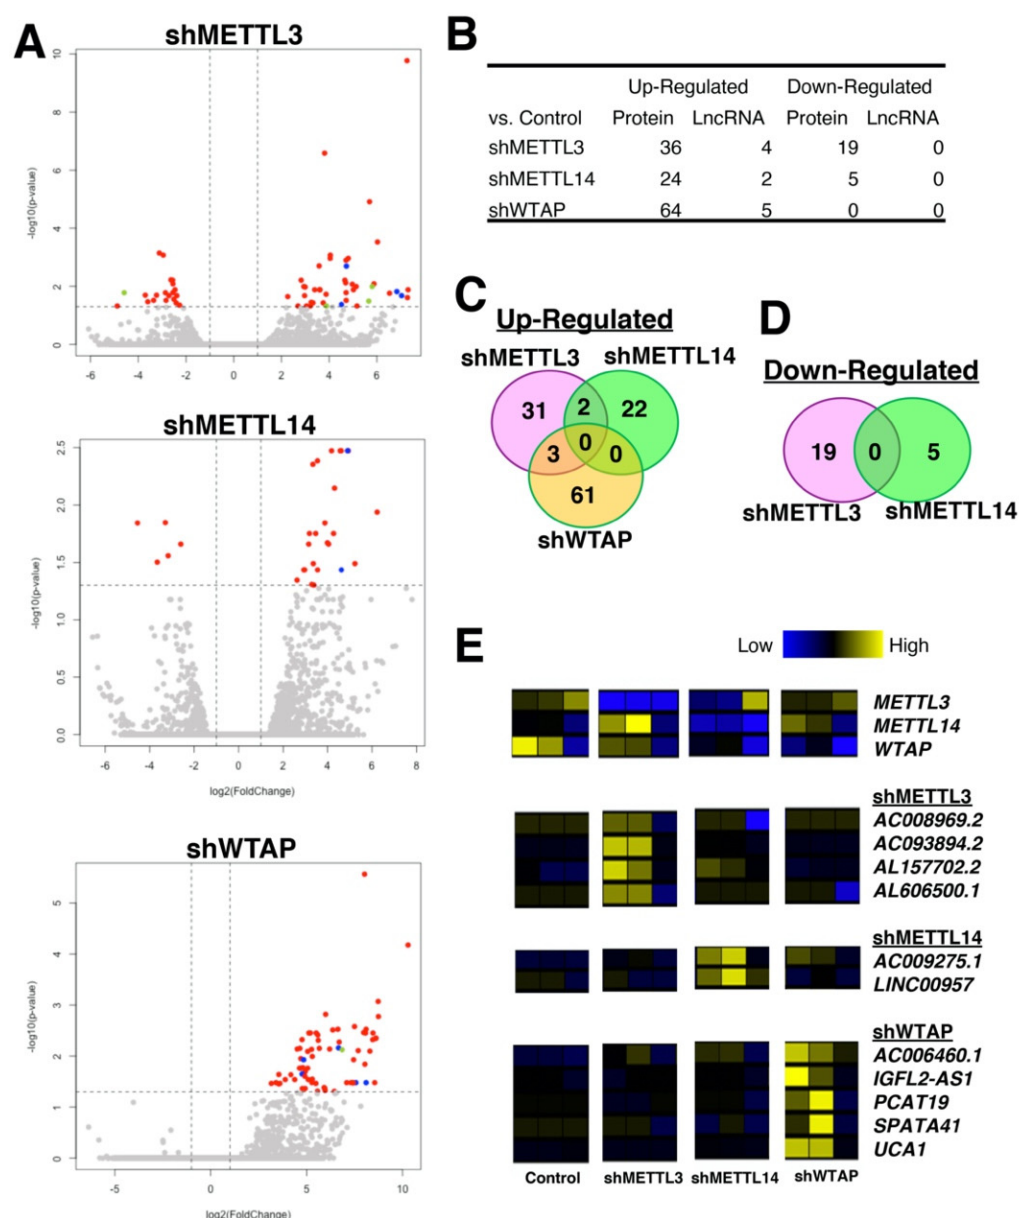 A
shMETTL3
10
8
6
4
2
0
-log10(p-value)
-6 -4 -2 0 2 4 6
shMETTL14
2.5
2.0
1.5
1.0
0.5
0.0
-log10(p-value)
-6 -4 -2 0 2 4 6 8
log2(FoldChange)
shWTAP
5
4
3
2
1
0
-log10(p-value)
-5 0 5 10
log2(FoldChange)
B
Up-Regulated Down-Regulated
vs. Control Protein LncRNA Protein LncRNA
shMETTL3 36 4 19 0
shMETTL14 24 2 5 0
shWTAP 64 5 0 0
C
Up-Regulated
shMETTL3 shMETTL14
31 2 22
0
3 0
61
shWTAP
D
Down-Regulated
19 0 5
shMETTL3 shMETTL14
E
Low High
METTL3
METTL14
WTAP
shMETTL3
AC008969.2
AC093894.2
AL157702.2
AL606500.1
shMETTL14
AC009275.1
LINC00957
shWTAP
AC006460.1
IGFL2-AS1
PCAT19
SPATA41
UCA1
Control shMETTL3 shMETTL14 shWTAP